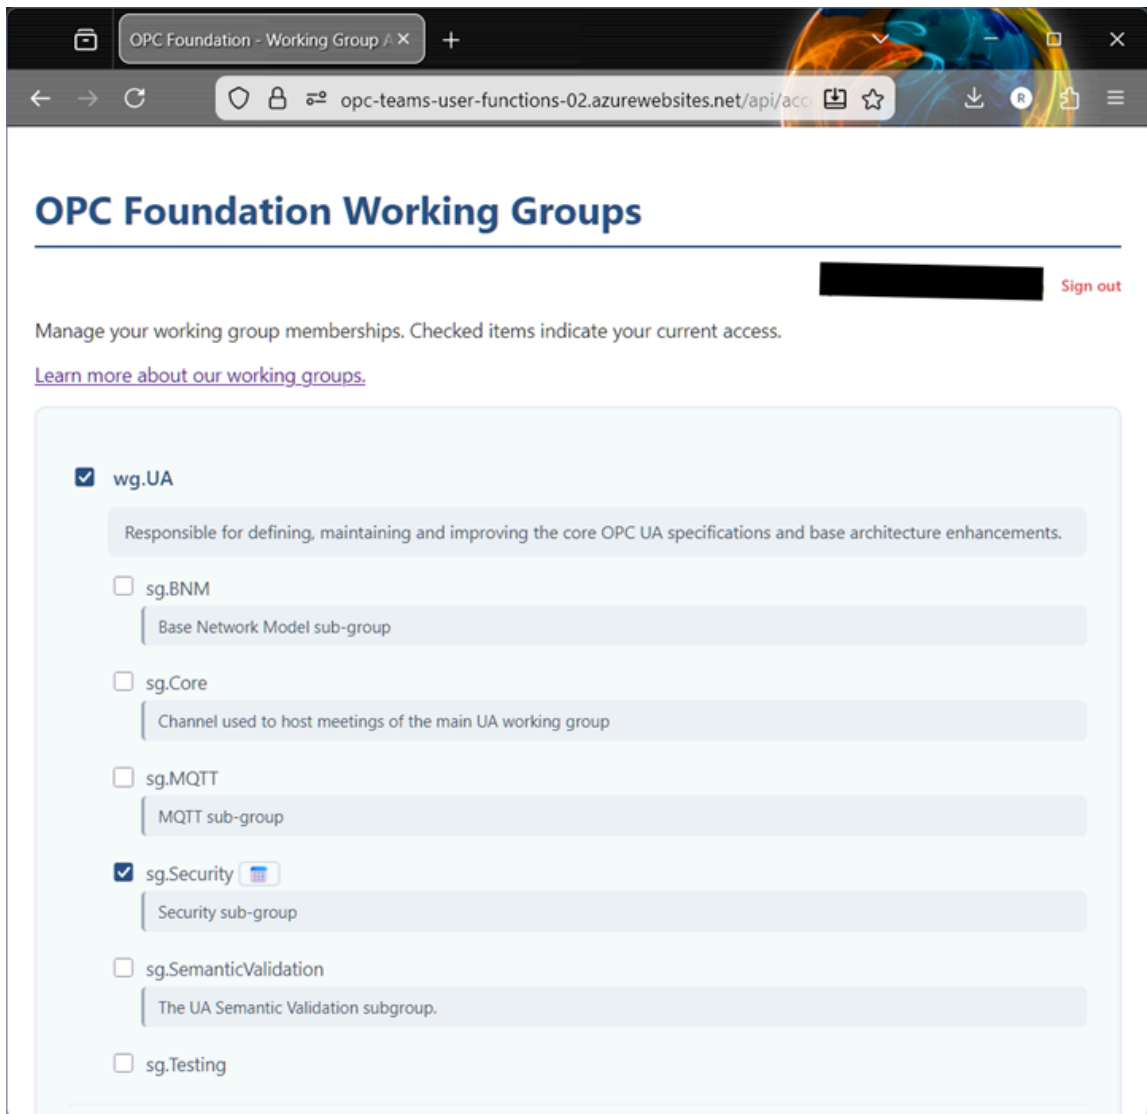 OPC Foundation - Working Group A
opc-teams-user-functions-02.azurewebsites.net/api/acc
R
OPC Foundation Working Groups
Sign out
Manage your working group memberships. Checked items indicate your current access.
Learn more about our working groups.
wg.UA
Responsible for defining, maintaining and improving the core OPC UA specifications and base architecture enhancements.
sg.BNM
Base Network Model sub-group
sg.Core
Channel used to host meetings of the main UA working group
sg.MQTT
MQTT sub-group
sg.Security
Security sub-group
sg.SemanticValidation
The UA Semantic Validation subgroup.
sg.Testing